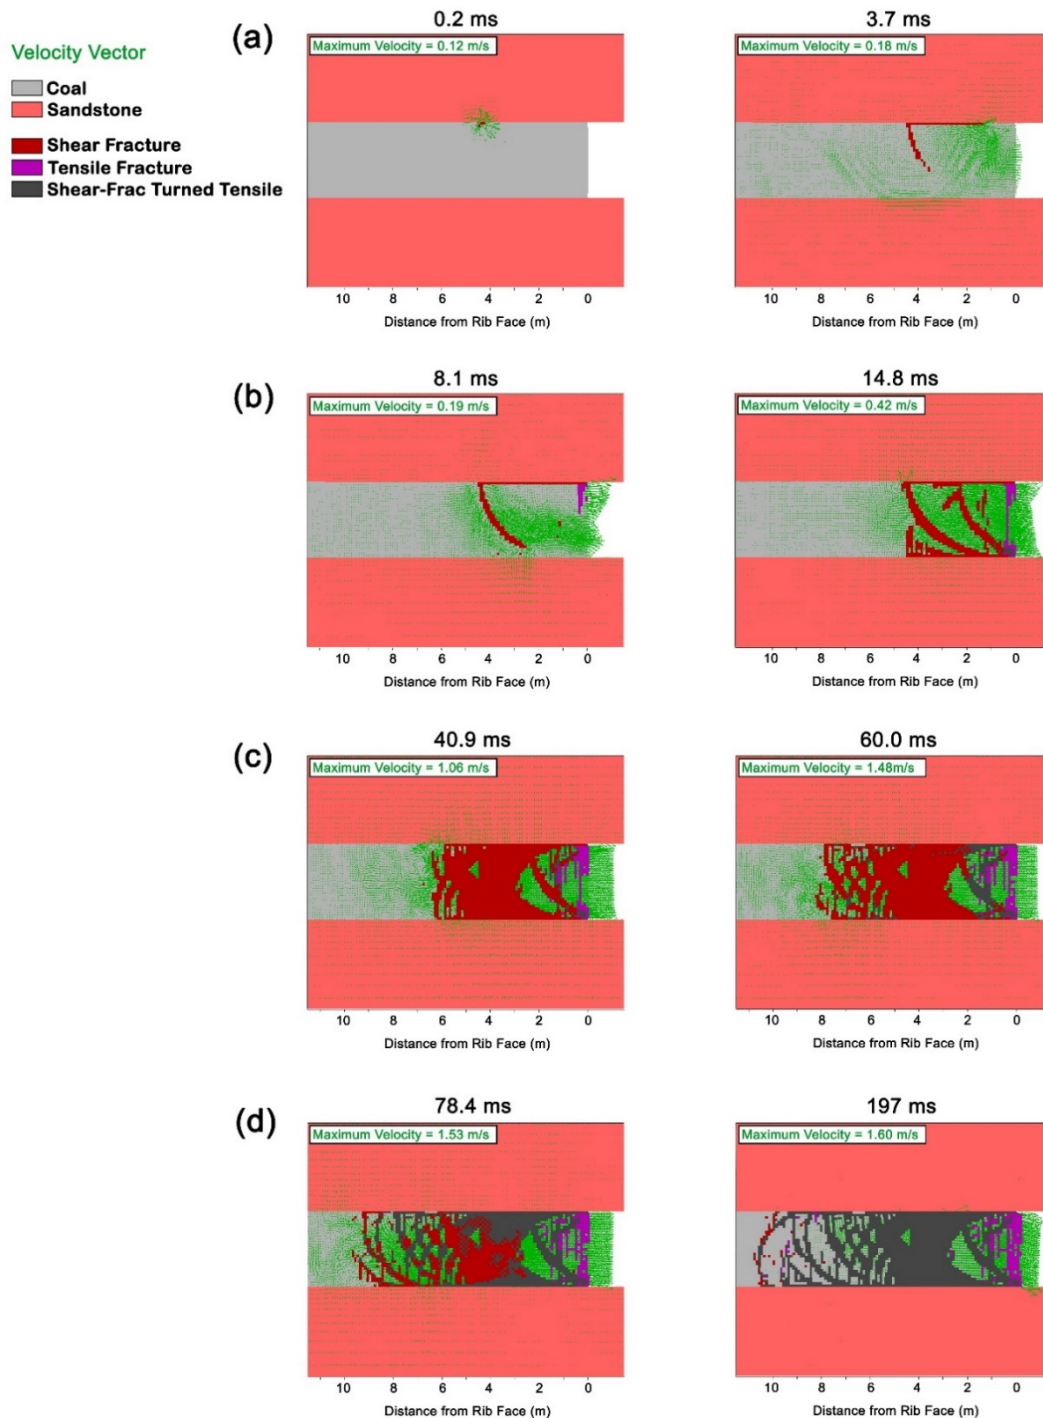 Velocity Vector
Coal
Sandstone
Shear Fracture
Tensile Fracture
Shear-Frac Turned Tensile
(a)
0.2 ms
Maximum Velocity = 0.12 m/s
10 8 6 4 2 0
Distance from Rib Face (m)
3.7 ms
Maximum Velocity = 0.18 m/s
10 8 6 4 2 0
Distance from Rib Face (m)
(b)
8.1 ms
Maximum Velocity = 0.19 m/s
10 8 6 4 2 0
Distance from Rib Face (m)
14.8 ms
Maximum Velocity = 0.42 m/s
10 8 6 4 2 0
Distance from Rib Face (m)
(c)
40.9 ms
Maximum Velocity = 1.06 m/s
10 8 6 4 2 0
Distance from Rib Face (m)
60.0 ms
Maximum Velocity = 1.48m/s
10 8 6 4 2 0
Distance from Rib Face (m)
(d)
78.4 ms
Maximum Velocity = 1.53 m/s
10 8 6 4 2 0
Distance from Rib Face (m)
197 ms
Maximum Velocity = 1.60 m/s
10 8 6 4 2 0
Distance from Rib Face (m)